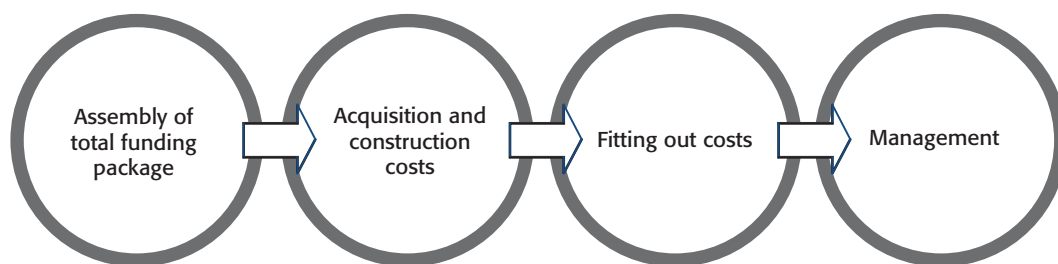 Assembly of
total funding
package
Acquisition and
construction
costs
Fitting out costs
Management